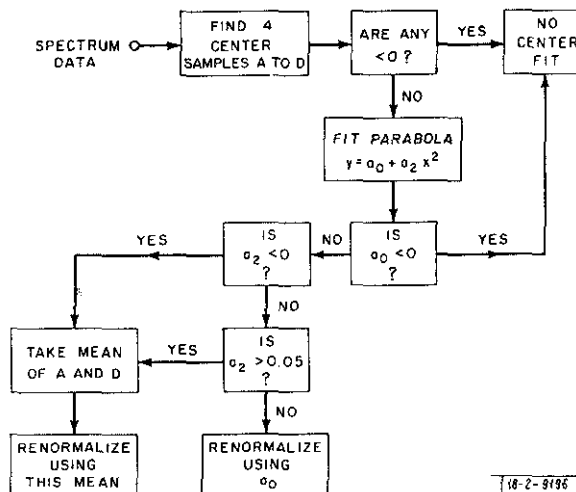 SPECTRUM
DATA
FIND 4
CENTER
SAMPLES A TO D
ARE ANY
<0?
YES
NO
CENTER
FIT
NO
FIT PARABOLA
y = a₀ + a₂ x²
IS
a₀ <0
?
YES
NO
IS
a₂ <0
?
YES
NO
IS
a₂ >0.05
?
YES
TAKE MEAN
OF A AND D
NO
RENORMALIZE
USING
THIS MEAN
RENORMALIZE
USING
a₀
18-2-9196